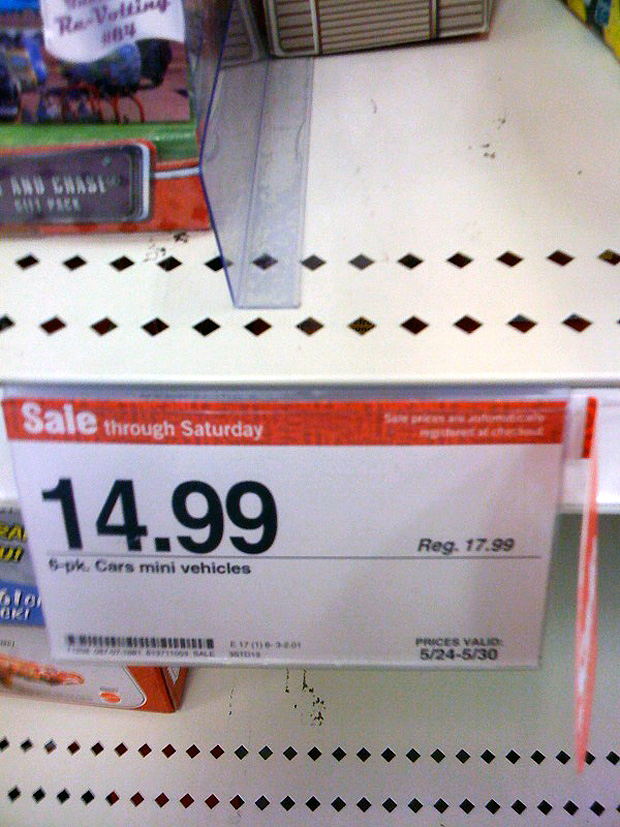 Re-Volting
#84
AND CHASE
GIFT PACK
Sale through Saturday
Sale prices are automatically
registered at checkout
14.99
Reg. 17.99
6-pk. Cars mini vehicles
PRICES VALID:
5/24-5/30